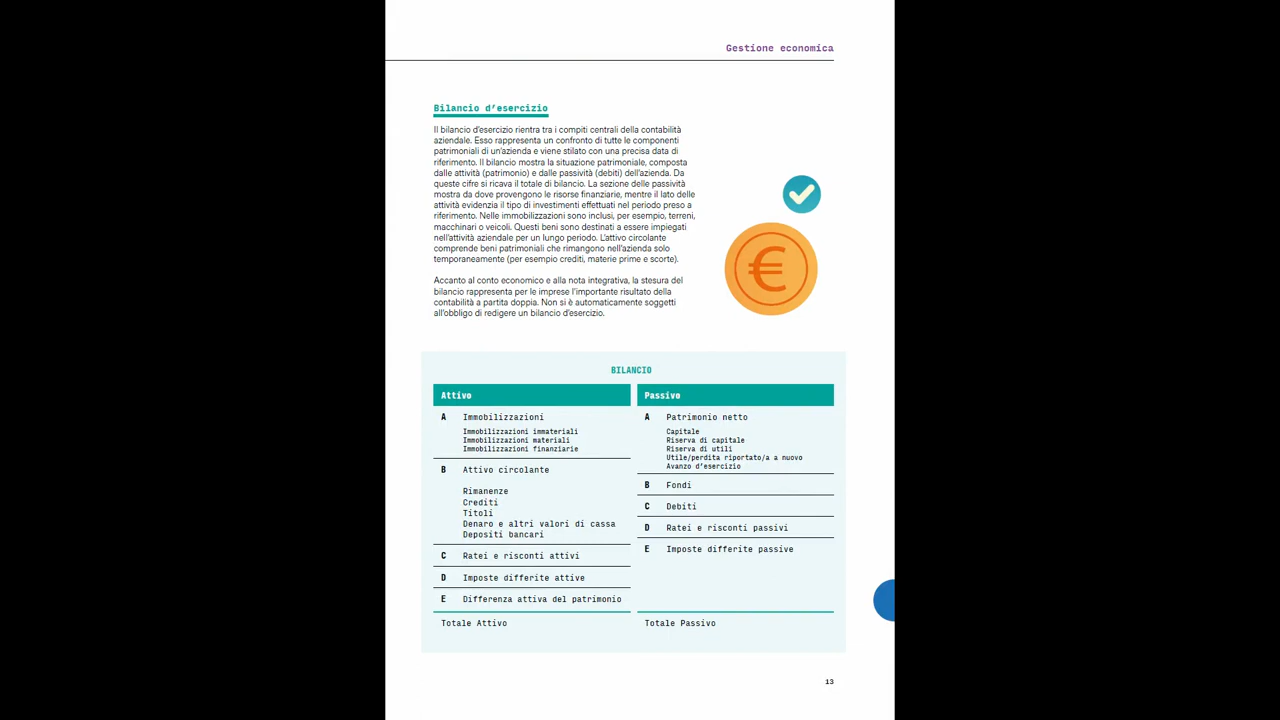 Gestione economica
Bilancio d’esercizio
Il bilancio d’esercizio rientra tra i compiti centrali della contabilità
aziendale. Esso rappresenta un confronto di tutte le componenti
patrimoniali di un’azienda e viene stilato con una precisa data di
riferimento. Il bilancio mostra la situazione patrimoniale, composta
dalle attività (patrimonio) e dalle passività (debiti) dell’azienda. Da
queste cifre si ricava il totale di bilancio. La sezione delle passività
mostra da dove provengono le risorse finanziarie, mentre il lato delle
attività evidenzia il tipo di investimenti effettuati nel periodo preso a
riferimento. Nelle immobilizzazioni sono inclusi, per esempio, terreni,
macchinari o veicoli. Questi beni sono destinati a essere impiegati
nell’attività aziendale per un lungo periodo. L’attivo circolante
comprende beni patrimoniali che rimangono nell’azienda solo
temporaneamente (per esempio crediti, materie prime e scorte).
Accanto al conto economico e alla nota integrativa, la stesura del
bilancio rappresenta per le imprese l’importante risultato della
contabilità a partita doppia. Non si è automaticamente soggetti
all’obbligo di redigere un bilancio d’esercizio.
€
BILANCIO
Attivo
A Immobilizzazioni
Immobilizzazioni immateriali
Immobilizzazioni materiali
Immobilizzazioni finanziarie
B Attivo circolante
Rimanenze
Crediti
Titoli
Denaro e altri valori di cassa
Depositi bancari
C Ratei e risconti attivi
D Imposte differite attive
E Differenza attiva del patrimonio
Totale Attivo
Passivo
A Patrimonio netto
Capitale
Riserva di capitale
Riserva di utili
Utile/perdita riportato/a a nuovo
Avanzo d’esercizio
B Fondi
C Debiti
D Ratei e risconti passivi
E Imposte differite passive
Totale Passivo
13